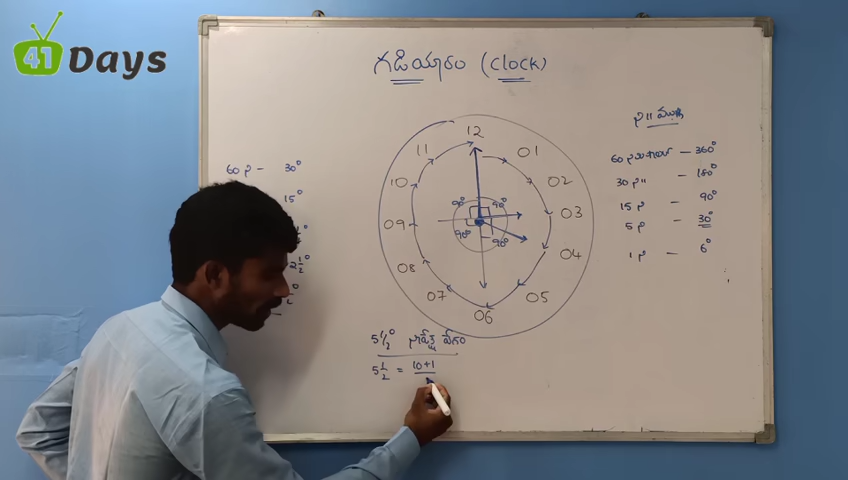 41 Days
గడియారం (clock)
ని॥ ముల్లు
60 ని - 30°
15°
2½°
60 నిమిషాలు - 360°
30 ని॥ - 180°
15 ని - 90°
5 ని - 30°
1 ని - 6°
12
11
01
10
02
09
03
08
04
07
05
06
90° 90°
90° 90°
5½° సాపేక్ష వేగం
5½ = 10+1